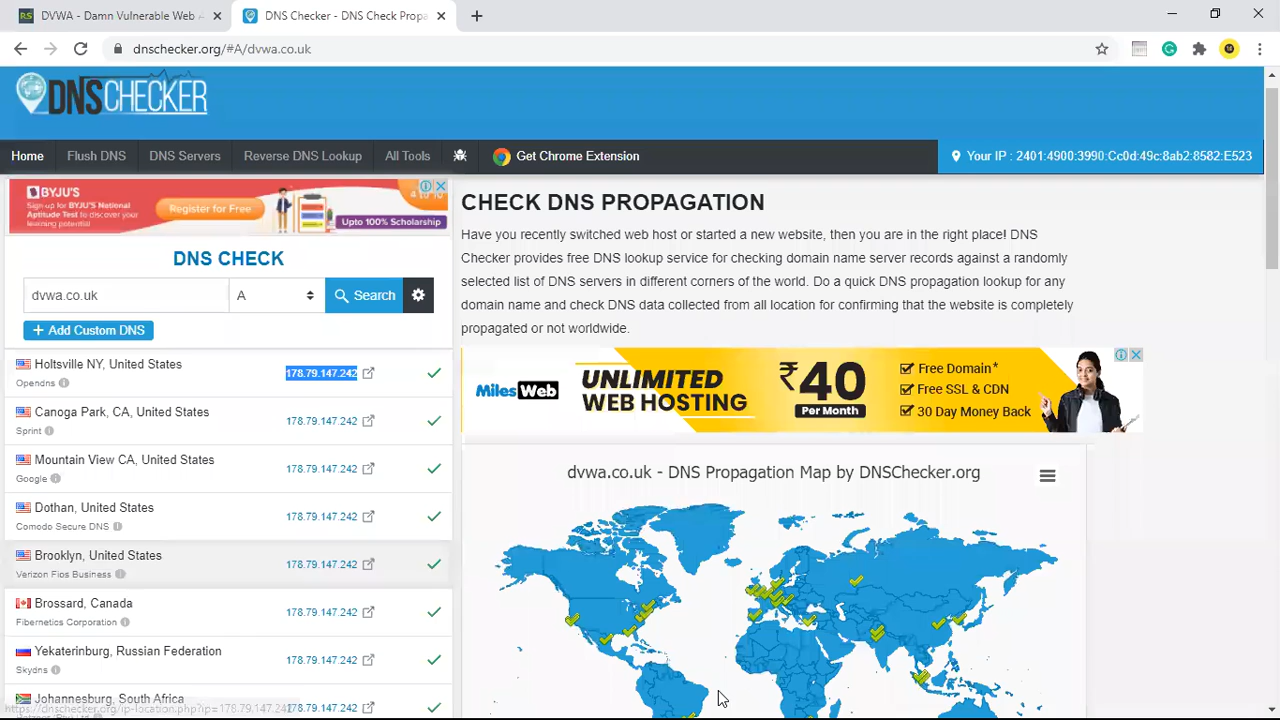 DVWA - Damn Vulnerable Web A
DNS Checker - DNS Check Propa
dnschecker.org/#A/dvwa.co.uk
DNSCHECKER
Home
Flush DNS
DNS Servers
Reverse DNS Lookup
All Tools
Get Chrome Extension
Your IP : 2401:4900:3990:Cc0d:49c:8ab2:8582:E523
BYJU'S
Sign up for BYJU'S National
Aptitude Test to discover your
learning potential
Register for Free
Upto 100% Scholarship
DNS CHECK
dvwa.co.uk
A
Search
+ Add Custom DNS
Holtsville NY, United States
Opendns
178.79.147.242
Canoga Park, CA, United States
Sprint
178.79.147.242
Mountain View CA, United States
Google
178.79.147.242
Dothan, United States
Comodo Secure DNS
178.79.147.242
Brooklyn, United States
Verizon Fios Business
178.79.147.242
Brossard, Canada
Fibernetics Corporation
178.79.147.242
Yekaterinburg, Russian Federation
Skydns
178.79.147.242
Johannesburg, South Africa
https://dnschecker.org/ip-location.php?ip=178.79.147.242
CHECK DNS PROPAGATION
Have you recently switched web host or started a new website, then you are in the right place! DNS
Checker provides free DNS lookup service for checking domain name server records against a randomly
selected list of DNS servers in different corners of the world. Do a quick DNS propagation lookup for any
domain name and check DNS data collected from all location for confirming that the website is completely
propagated or not worldwide.
MilesWeb
UNLIMITED
WEB HOSTING
₹40
Per Month
Free Domain*
Free SSL & CDN
30 Day Money Back
dvwa.co.uk - DNS Propagation Map by DNSChecker.org